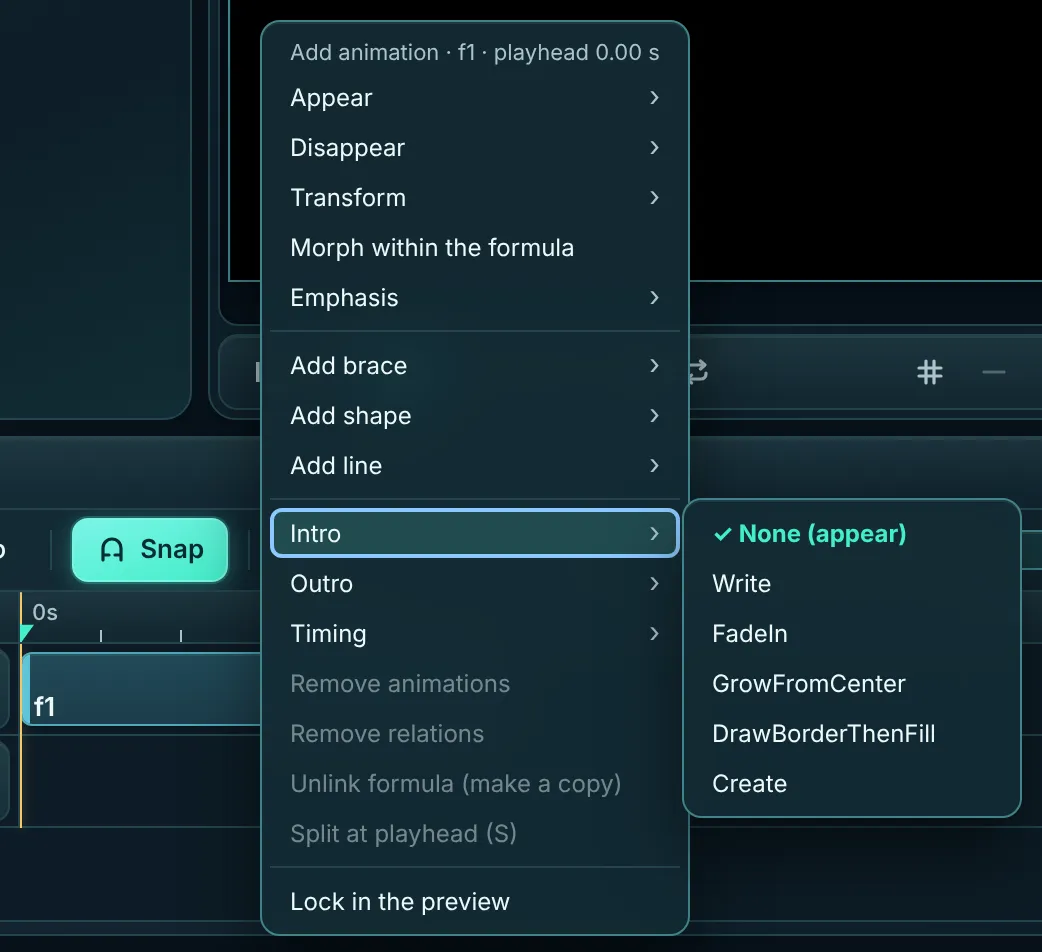 Add animation · f1 · playhead 0.00 s
Appear
Disappear
Transform
Morph within the formula
Emphasis
Add brace
Add shape
Add line
Intro
Outro
Timing
Remove animations
Remove relations
Unlink formula (make a copy)
Split at playhead (S)
Lock in the preview
✓ None (appear)
Write
FadeIn
GrowFromCenter
DrawBorderThenFill
Create
Snap
0s
f1